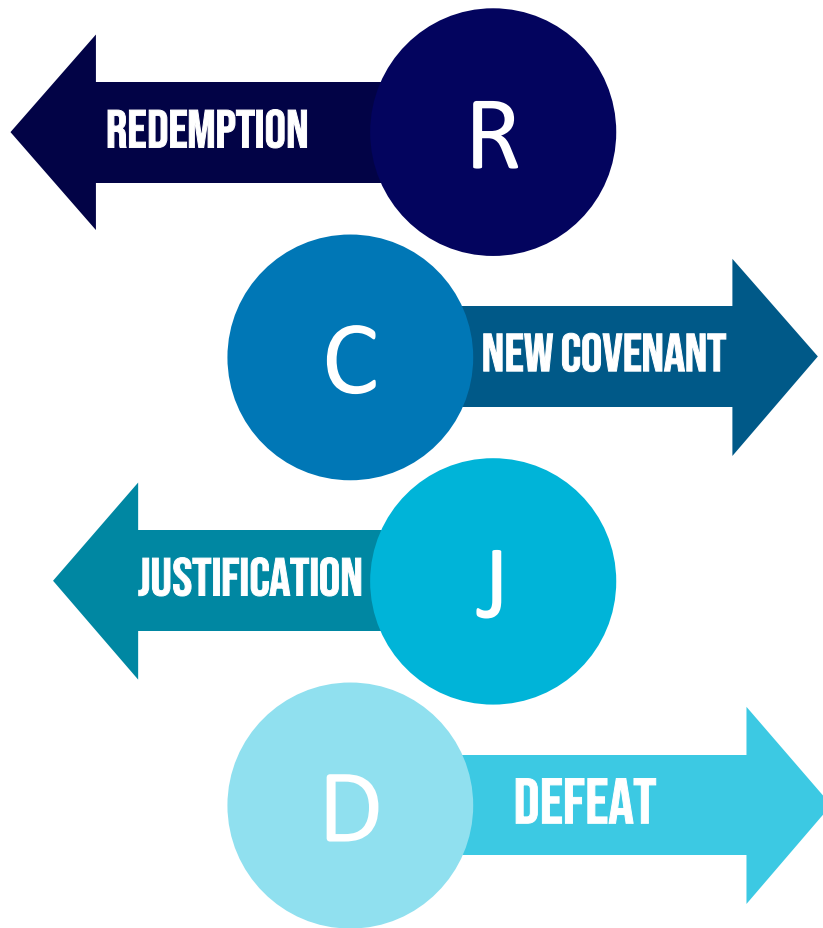 REDEMPTION
R
C
NEW COVENANT
JUSTIFICATION
J
D
DEFEAT